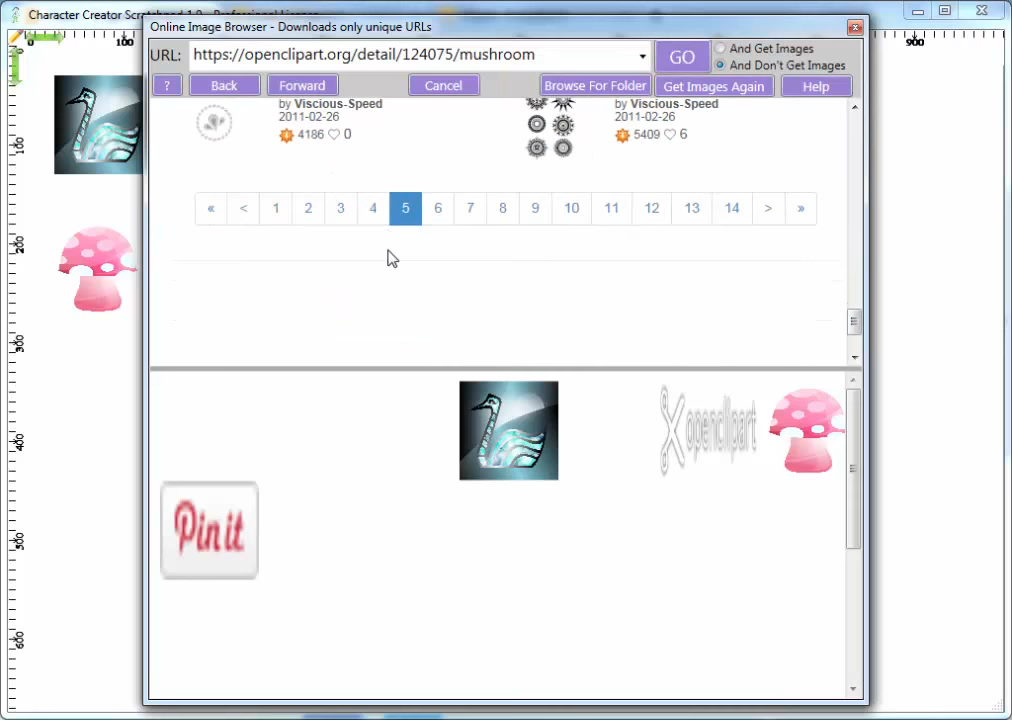 Character Creator Scratchpad 1.0 - Professional License
Online Image Browser - Downloads only unique URLs
URL: https://openclipart.org/detail/124075/mushroom GO And Get Images
And Don't Get Images
? Back Forward Cancel Browse For Folder Get Images Again Help
0 100 900
0
100
200
300
400
500
600
by Viscious-Speed
2011-02-26
4186 0
by Viscious-Speed
2011-02-26
5409 6
« < 1 2 3 4 5 6 7 8 9 10 11 12 13 14 > »
openclipart
Pin it